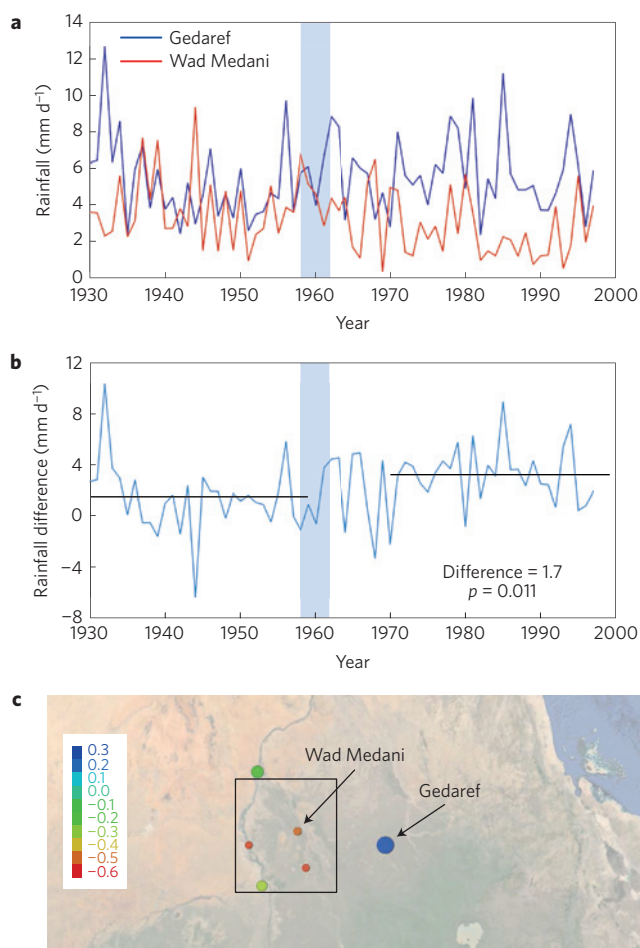 a
14
12
10
8
6
4
2
0
Rainfall (mm d⁻¹)
Gedaref
Wad Medani
1930 1940 1950 1960 1970 1980 1990 2000
Year
b
12
8
4
0
−4
−8
Rainfall difference (mm d⁻¹)
Difference = 1.7
p = 0.011
1930 1940 1950 1960 1970 1980 1990 2000
Year
c
0.3
0.2
0.1
0.0
−0.1
−0.2
−0.3
−0.4
−0.5
−0.6
Wad Medani
Gedaref